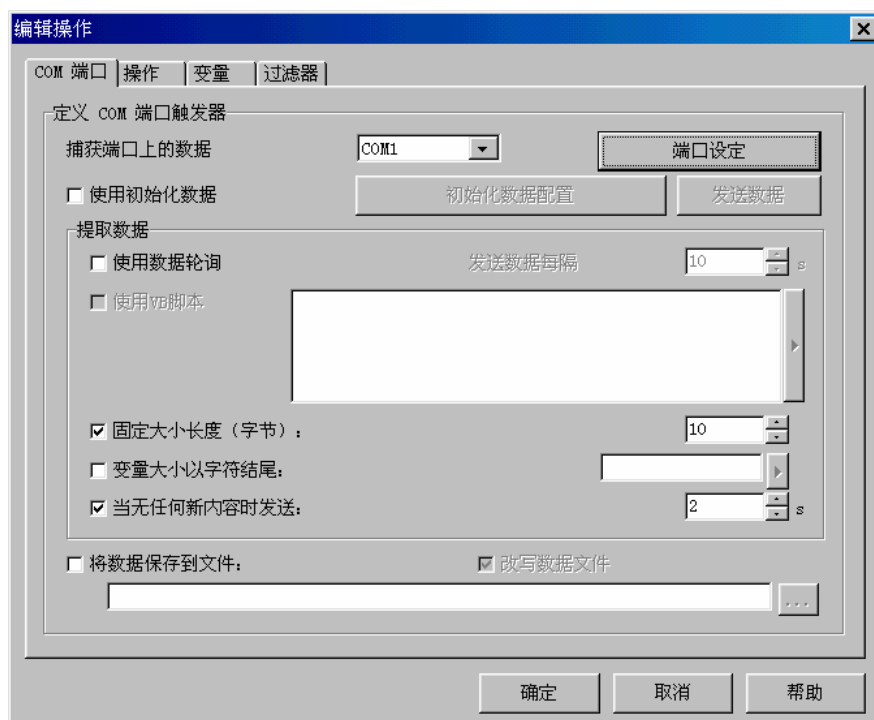 编辑操作
COM 端口 操作 变量 过滤器
定义 COM 端口触发器
捕获端口上的数据 COM1 端口设定
使用初始化数据 初始化数据配置 发送数据
提取数据
使用数据轮询 发送数据每隔 10 s
使用VB脚本
固定大小长度（字节）： 10
变量大小以字符结尾：
当无任何新内容时发送： 2 s
将数据保存到文件： 改写数据文件
...
确定 取消 帮助